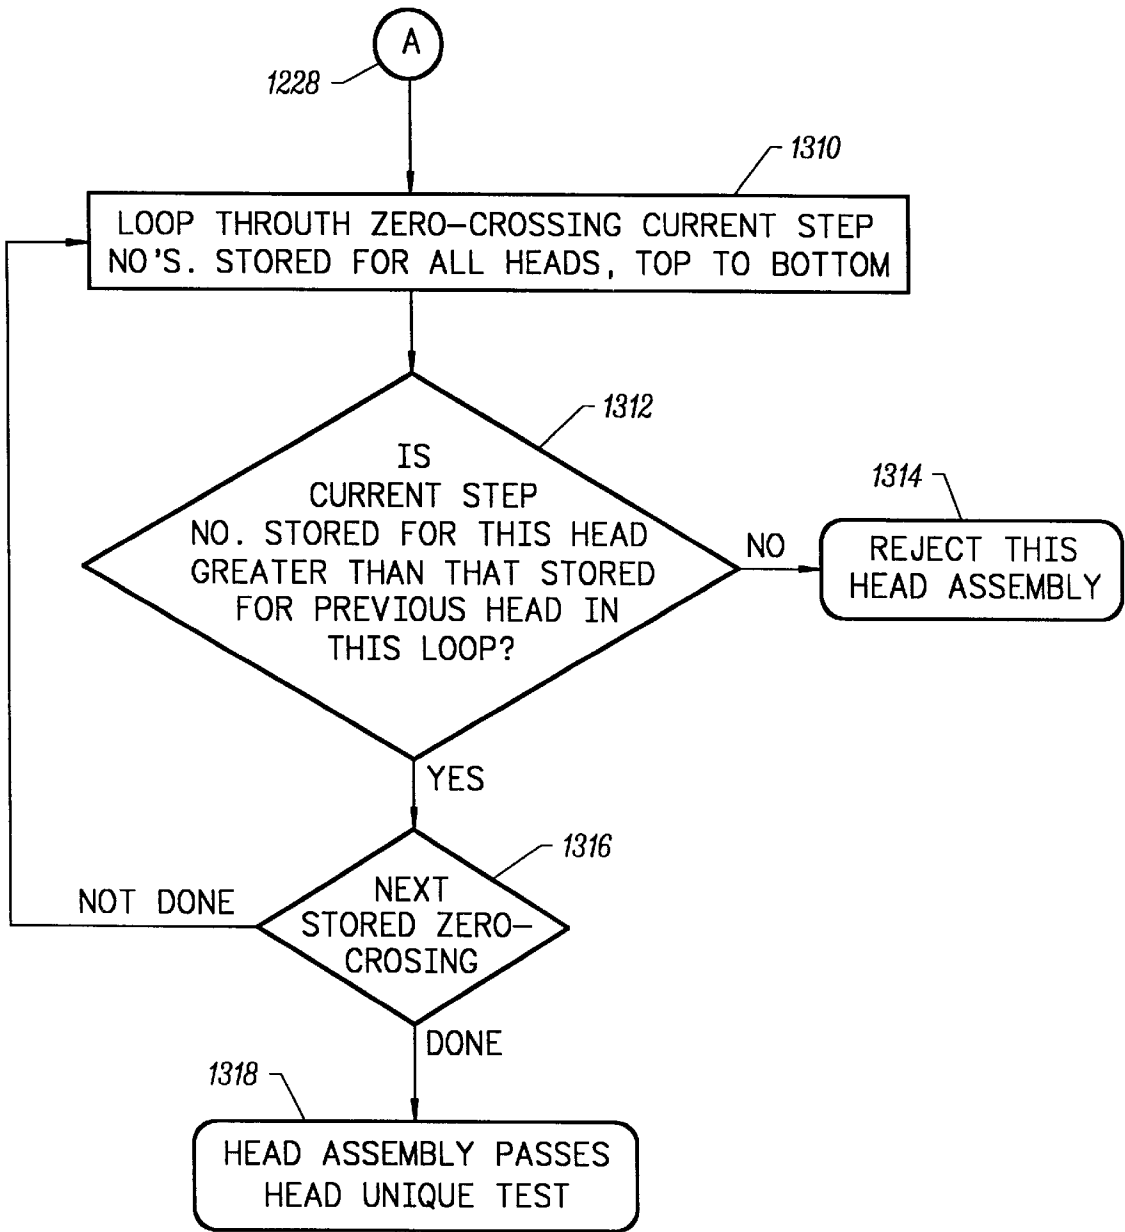 A
1228
1310
LOOP THROUTH ZERO-CROSSING CURRENT STEP
NO'S. STORED FOR ALL HEADS, TOP TO BOTTOM
1312
IS
CURRENT STEP
NO. STORED FOR THIS HEAD
GREATER THAN THAT STORED
FOR PREVIOUS HEAD IN
THIS LOOP?
NO
1314
REJECT THIS
HEAD ASSEMBLY
YES
1316
NEXT
STORED ZERO-
CROSING
NOT DONE
DONE
1318
HEAD ASSEMBLY PASSES
HEAD UNIQUE TEST